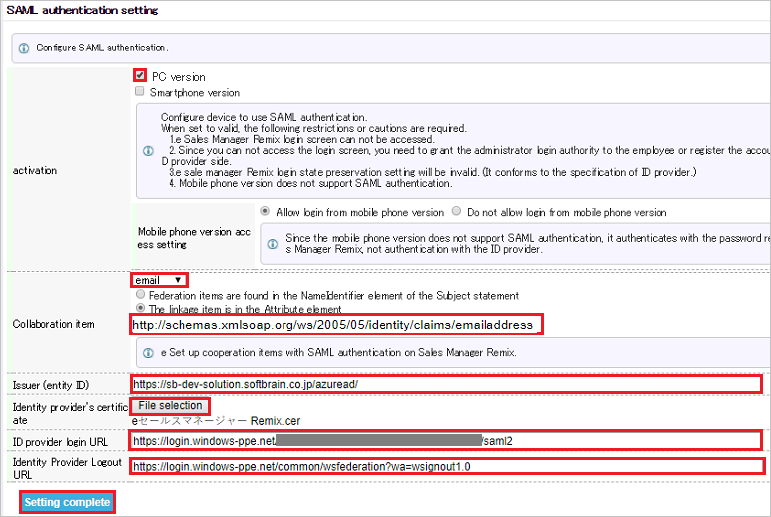 SAML authentication setting
Configure SAML authentication.
activation
PC version
Smartphone version
Configure device to use SAML authentication.
When set to valid, the following restrictions or cautions are required.
1.e Sales Manager Remix login screen can not be accessed.
2. Since you can not access the login screen, you need to grant the administrator login authority to the employee or register the accou
D provider side.
3.e sale manager Remix login state preservation setting will be invalid. (It conforms to the specification of ID provider.)
4. Mobile phone version does not support SAML authentication.
Mobile phone version acc
ess setting
Allow login from mobile phone version Do not allow login from mobile phone version
Since the mobile phone version does not support SAML authentication, it authenticates with the password re
s Manager Remix, not authentication with the ID provider.
Collaboration item
email
Federation items are found in the NameIdentifier element of the Subject statement
The linkage item is in the Attribute element
http://schemas.xmlsoap.org/ws/2005/05/identity/claims/emailaddress
e Set up cooperation items with SAML authentication on Sales Manager Remix.
Issuer (entity ID)
https://sb-dev-solution.softbrain.co.jp/azuread/
Identity provider's certific
ate
File selection
eセールスマネージャー Remix.cer
ID provider login URL
https://login.windows-ppe.net/ /saml2
Identity Provider Logout
URL
https://login.windows-ppe.net/common/wsfederation?wa=wsignout1.0
Setting complete